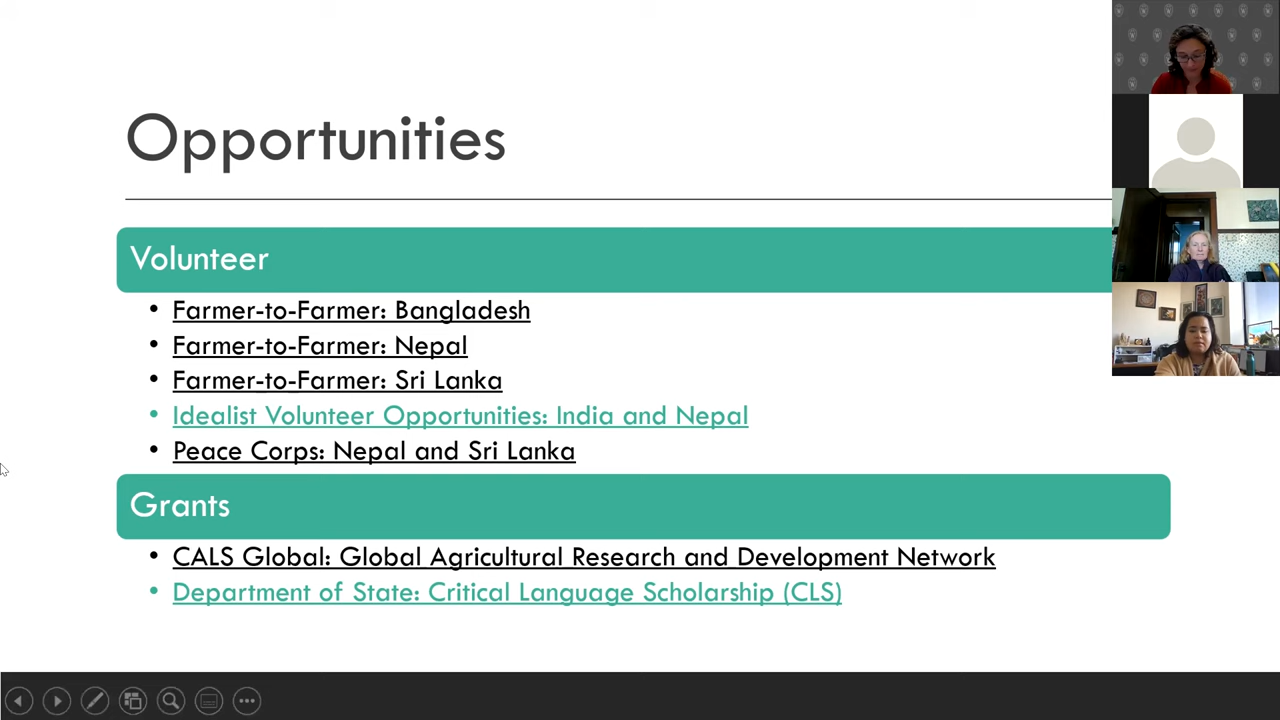 Opportunities
Volunteer
• Farmer-to-Farmer: Bangladesh
• Farmer-to-Farmer: Nepal
• Farmer-to-Farmer: Sri Lanka
• Idealist Volunteer Opportunities: India and Nepal
• Peace Corps: Nepal and Sri Lanka
Grants
• CALS Global: Global Agricultural Research and Development Network
• Department of State: Critical Language Scholarship (CLS)